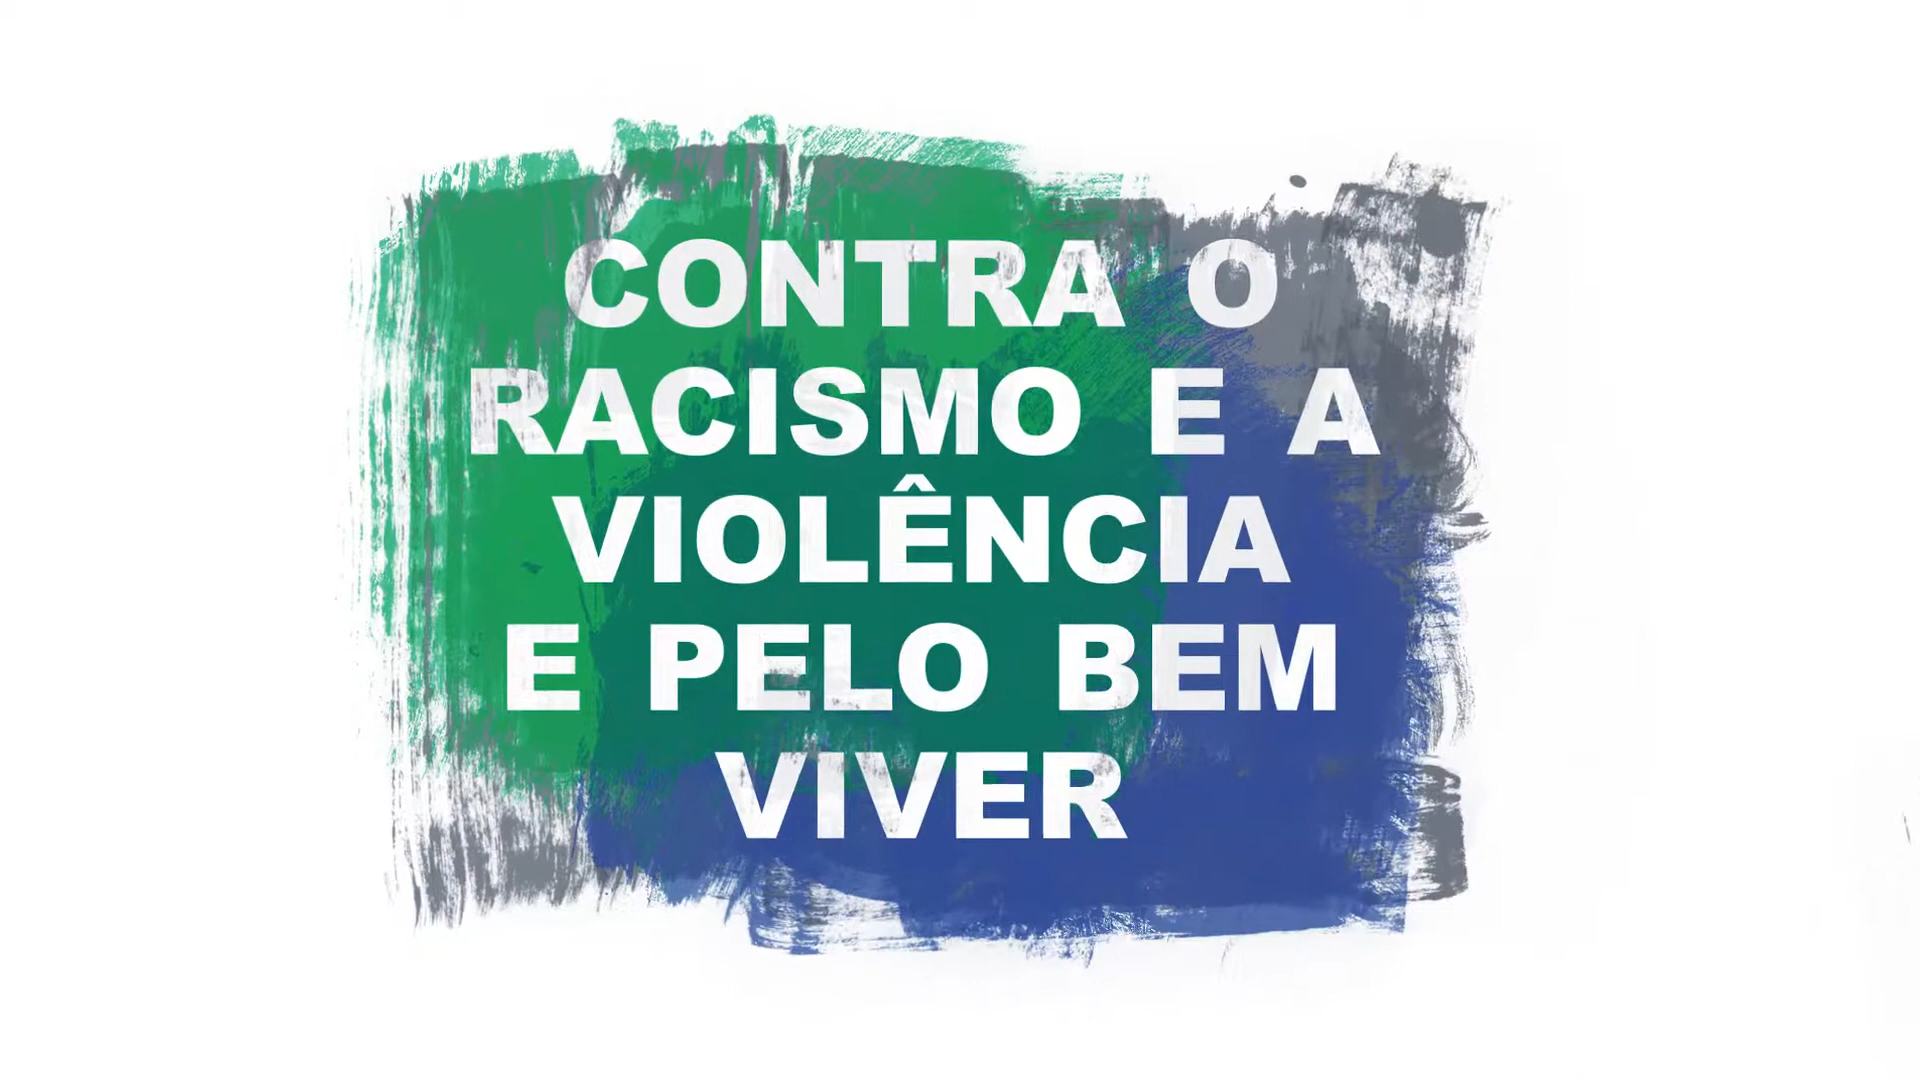 CONTRA O
RACISMO E A
VIOLÊNCIA
E PELO BEM
VIVER